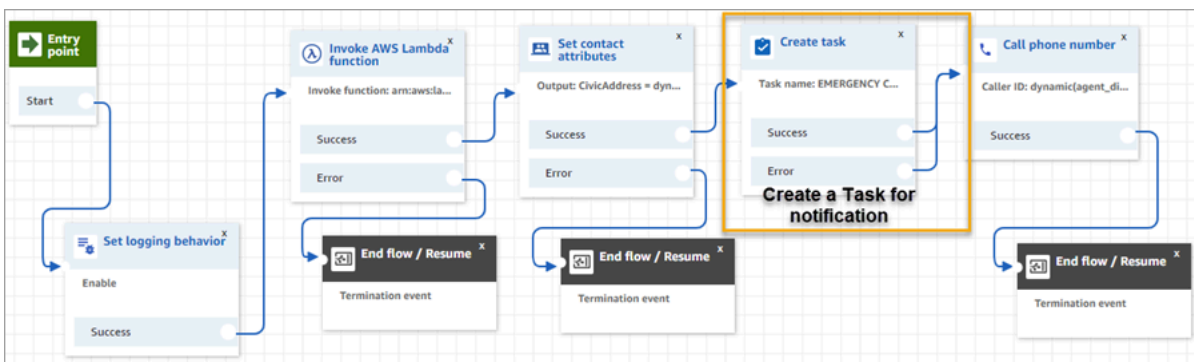 Entry
point
Start
Set logging behavior x
Enable
Success
Invoke AWS Lambda x
function
Invoke function: arn:aws:la...
Success
Error
End flow / Resume x
Termination event
Set contact x
attributes
Output: CivicAddress = dyn...
Success
Error
End flow / Resume x
Termination event
Create task x
Task name: EMERGENCY C...
Success
Error
Create a Task for
notification
Call phone number x
Caller ID: dynamic(agent_di...
Success
End flow / Resume x
Termination event